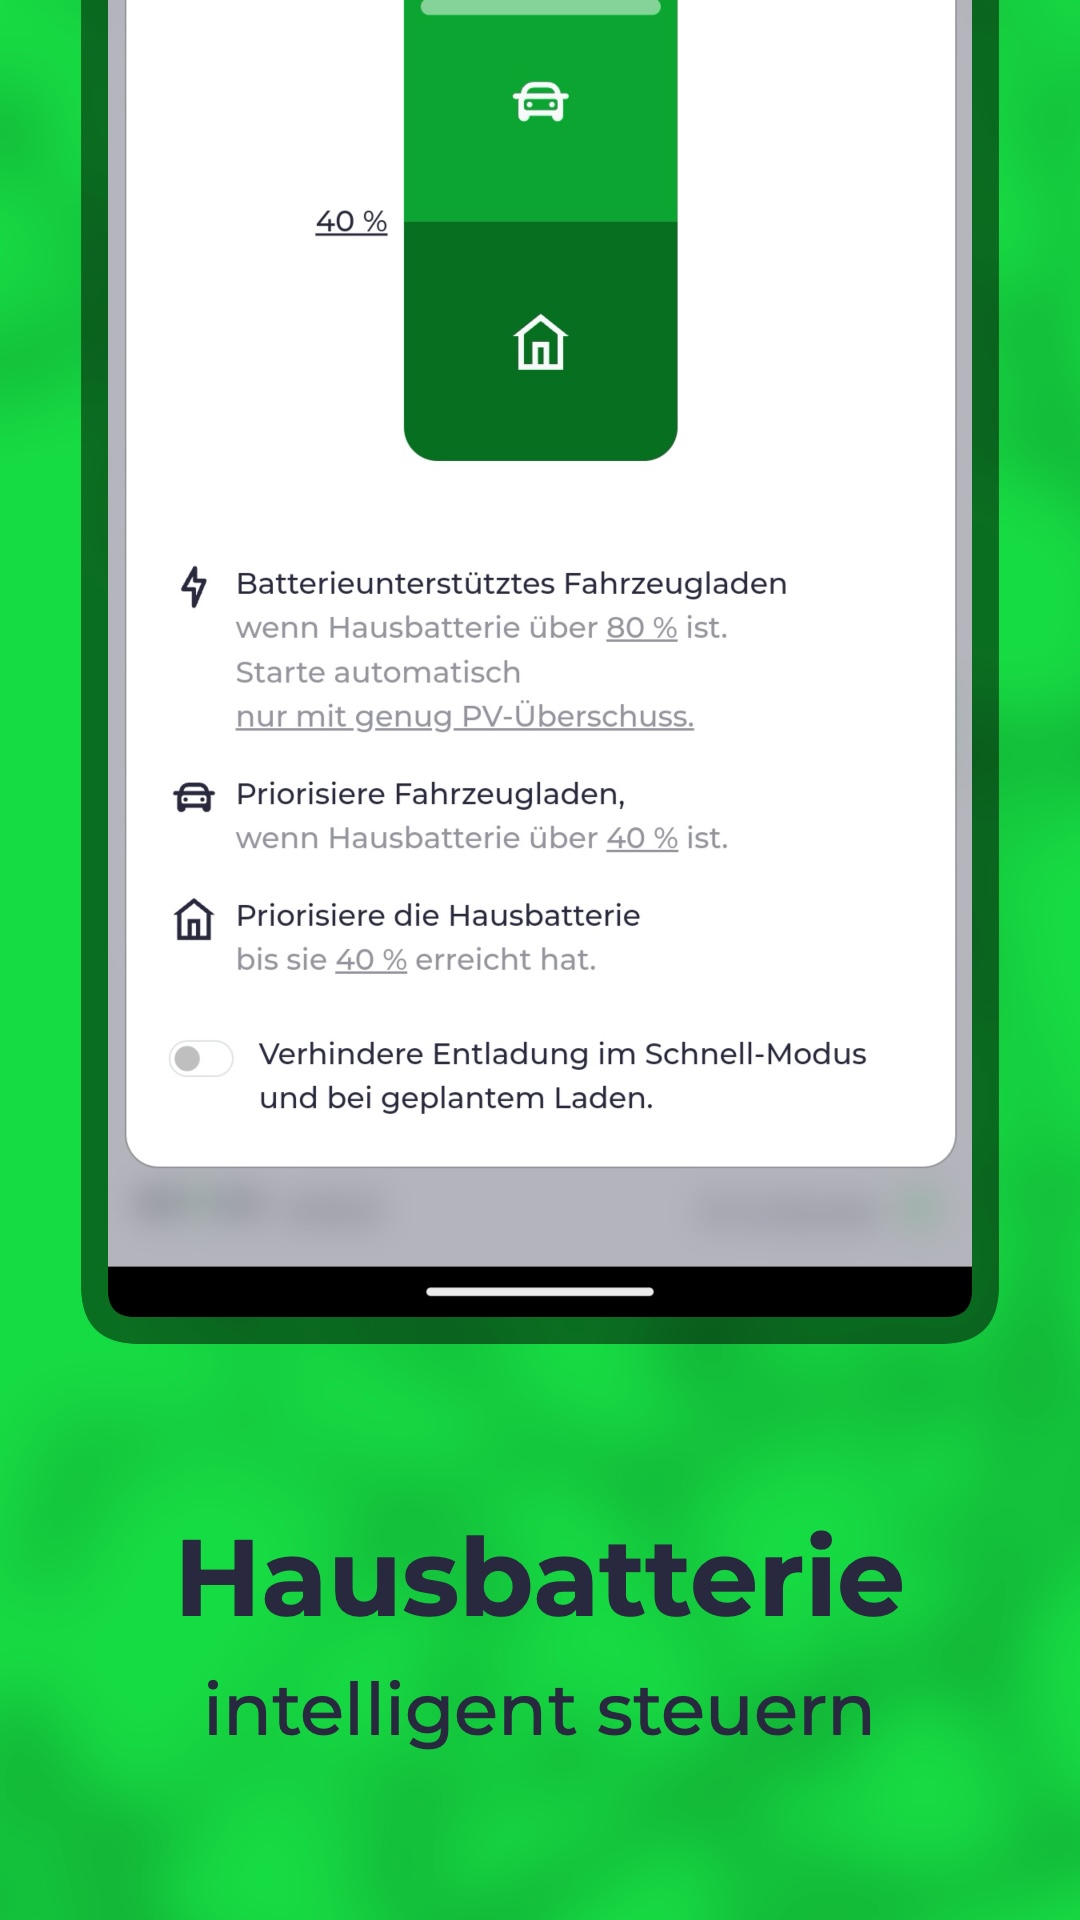 40 %
Batterieunterstütztes Fahrzeugladen
wenn Hausbatterie über 80 % ist.
Starte automatisch
nur mit genug PV-Überschuss.
Priorisiere Fahrzeugladen,
wenn Hausbatterie über 40 % ist.
Priorisiere die Hausbatterie
bis sie 40 % erreicht hat.
Verhindere Entladung im Schnell-Modus
und bei geplantem Laden.
Hausbatterie
intelligent steuern